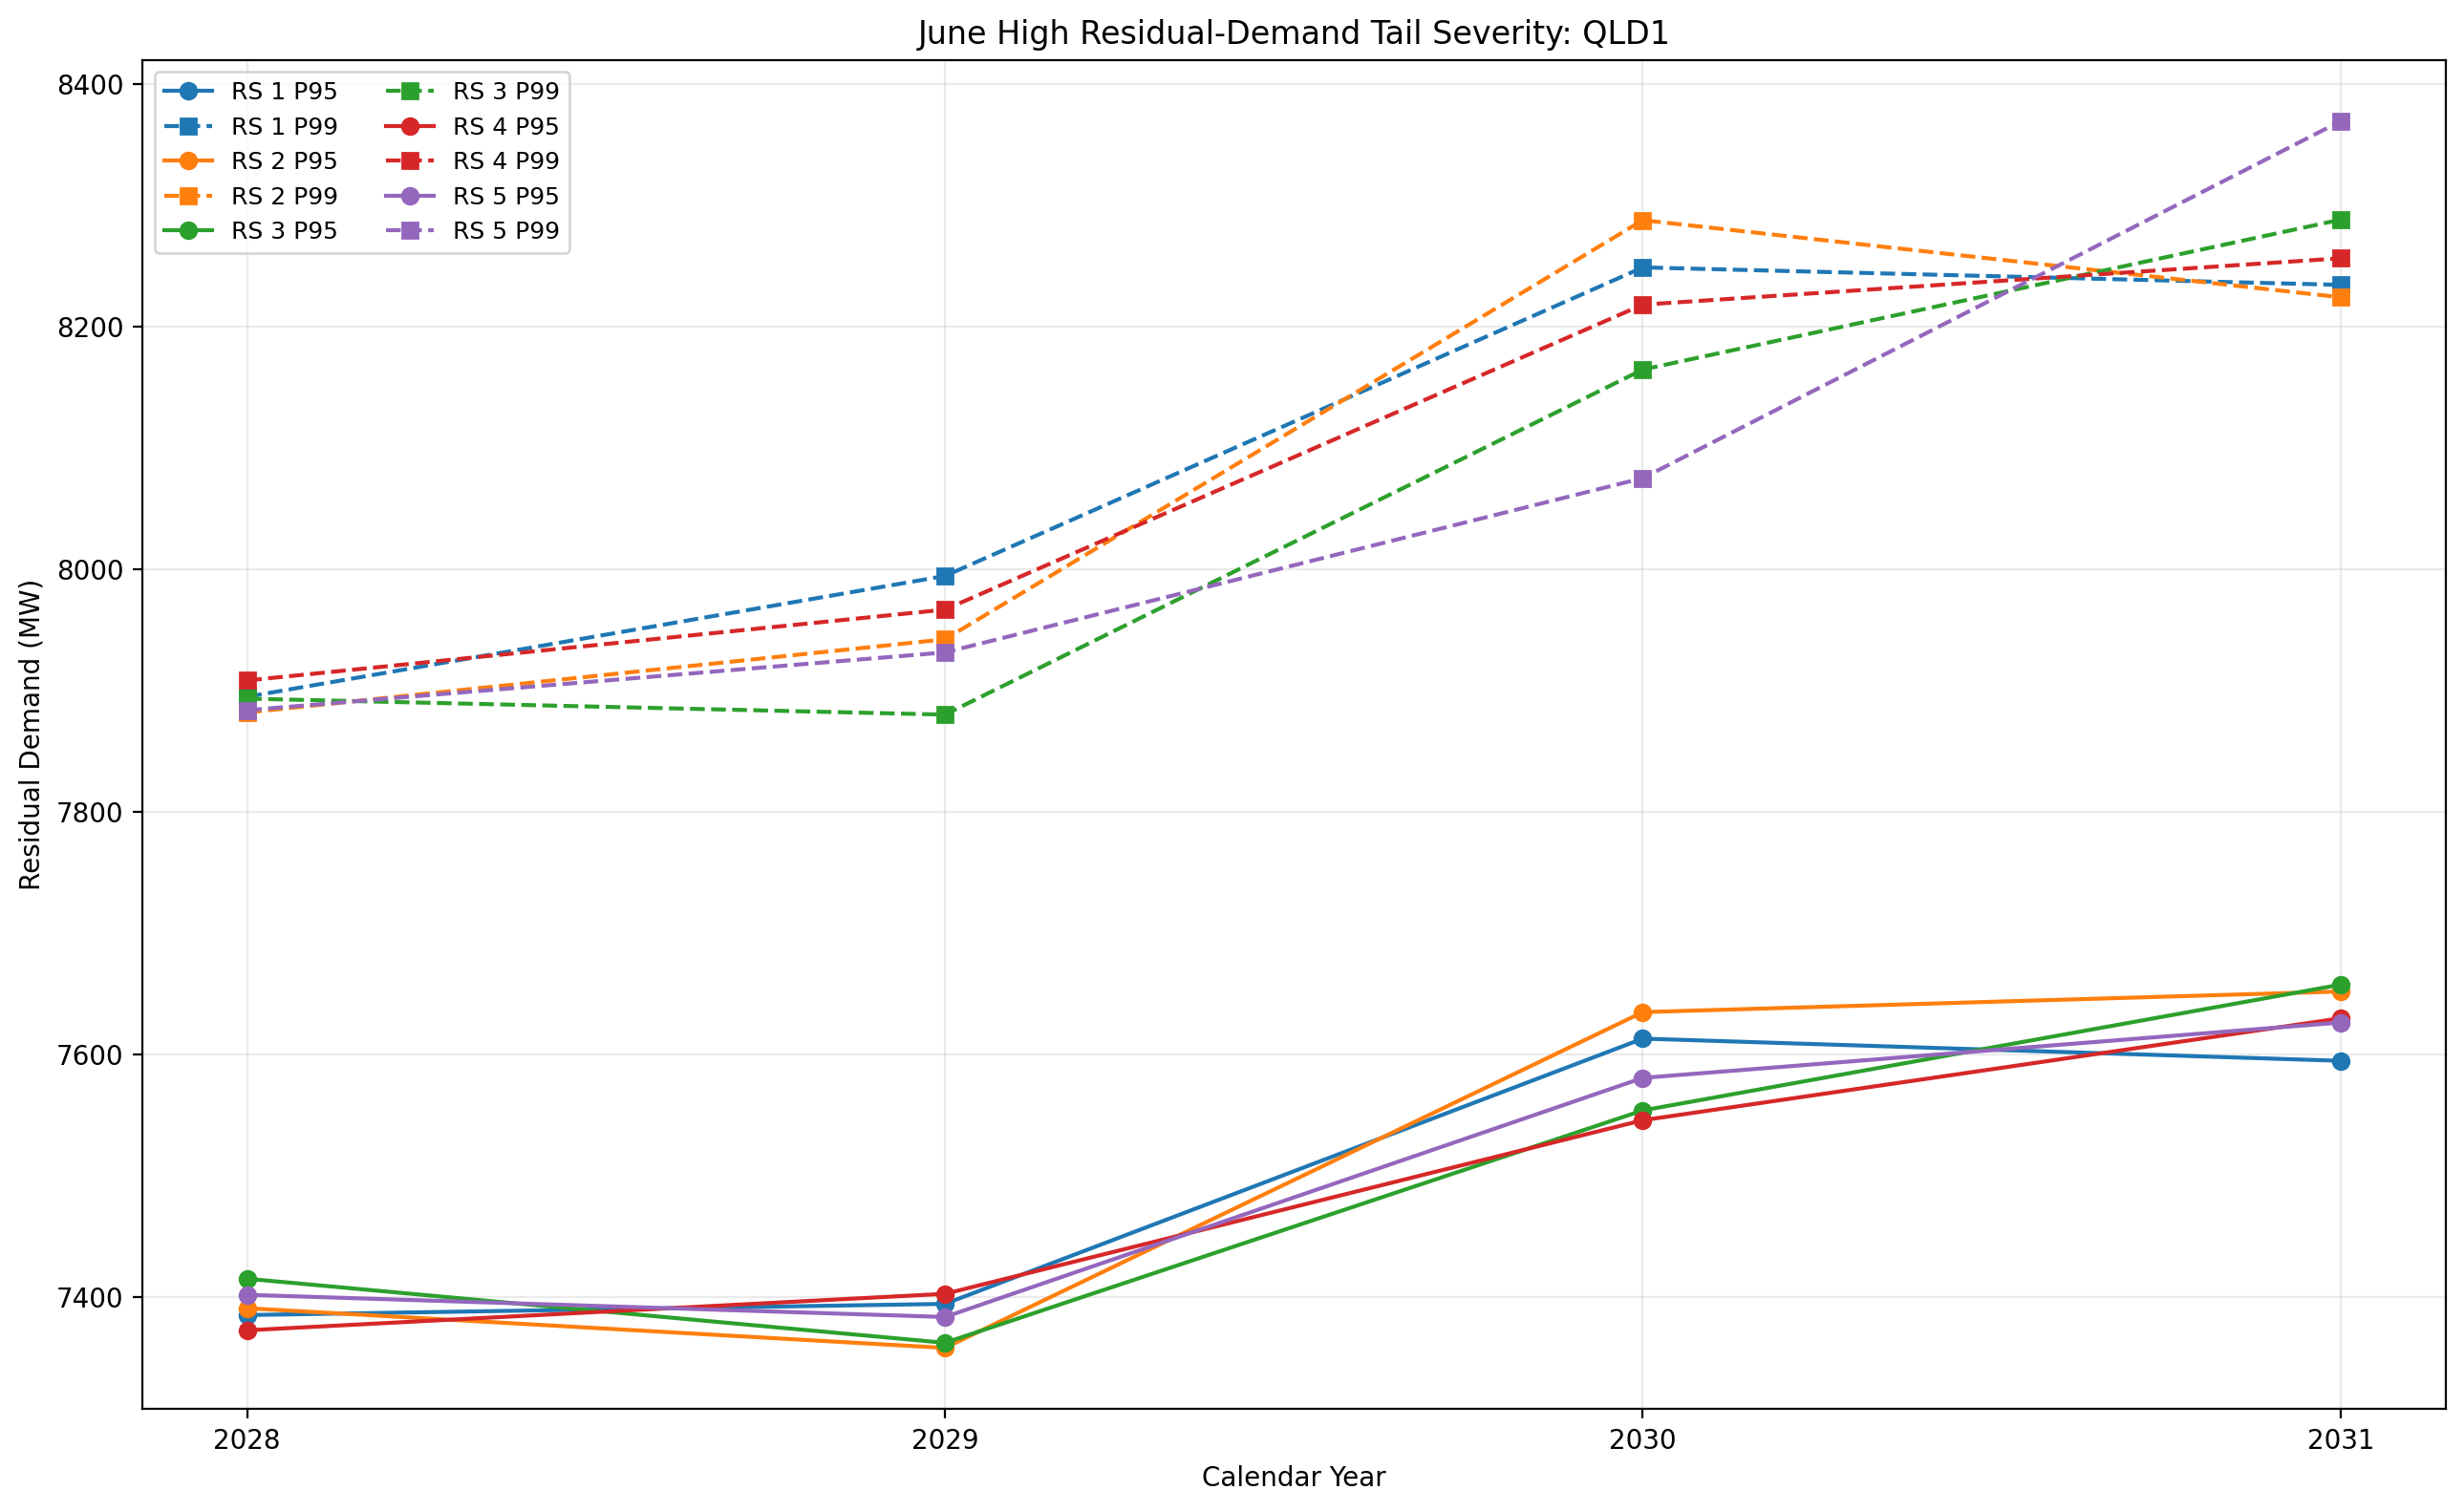 June High Residual-Demand Tail Severity: QLD1
8400
8200
8000
7800
7600
7400
Residual Demand (MW)
RS 1 P95
RS 1 P99
RS 2 P95
RS 2 P99
RS 3 P95
RS 3 P99
RS 4 P95
RS 4 P99
RS 5 P95
RS 5 P99
2028
2029
2030
2031
Calendar Year